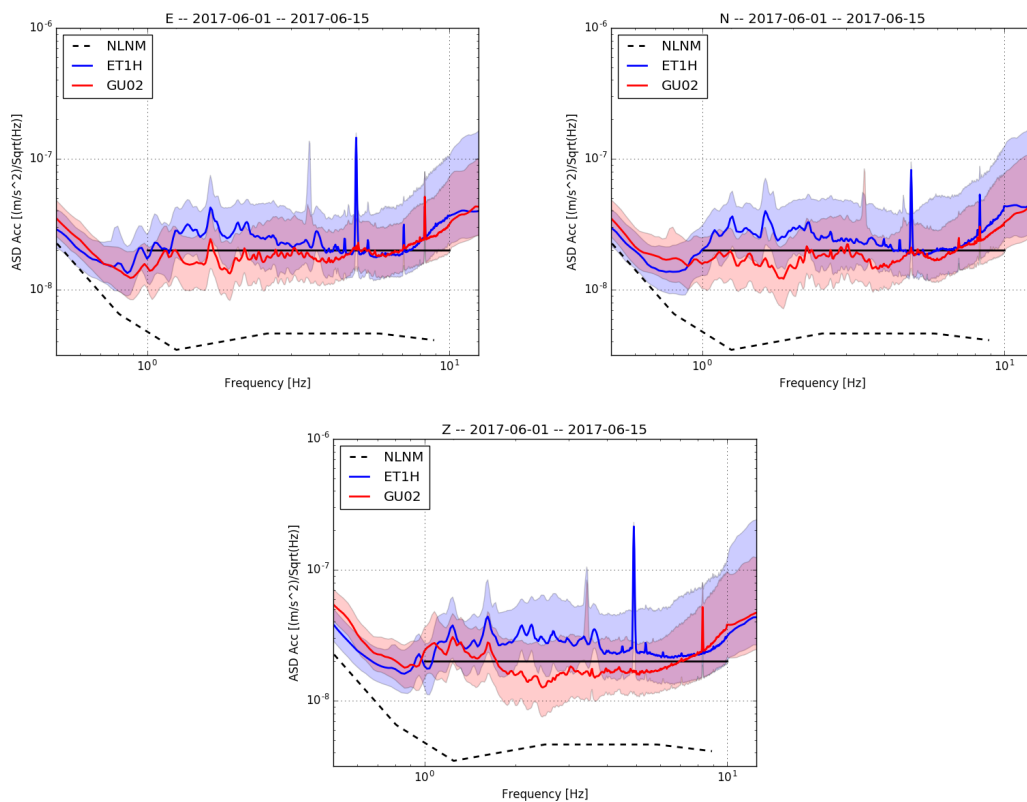 E -- 2017-06-01 -- 2017-06-15
10^-6
10^-7
10^-8
ASD Acc [(m/s^2)/Sqrt(Hz)]
NLNM
ET1H
GU02
10^0
10^1
Frequency [Hz]
N -- 2017-06-01 -- 2017-06-15
10^-6
10^-7
10^-8
ASD Acc [(m/s^2)/Sqrt(Hz)]
NLNM
ET1H
GU02
10^0
10^1
Frequency [Hz]
Z -- 2017-06-01 -- 2017-06-15
10^-6
10^-7
10^-8
ASD Acc [(m/s^2)/Sqrt(Hz)]
NLNM
ET1H
GU02
10^0
10^1
Frequency [Hz]